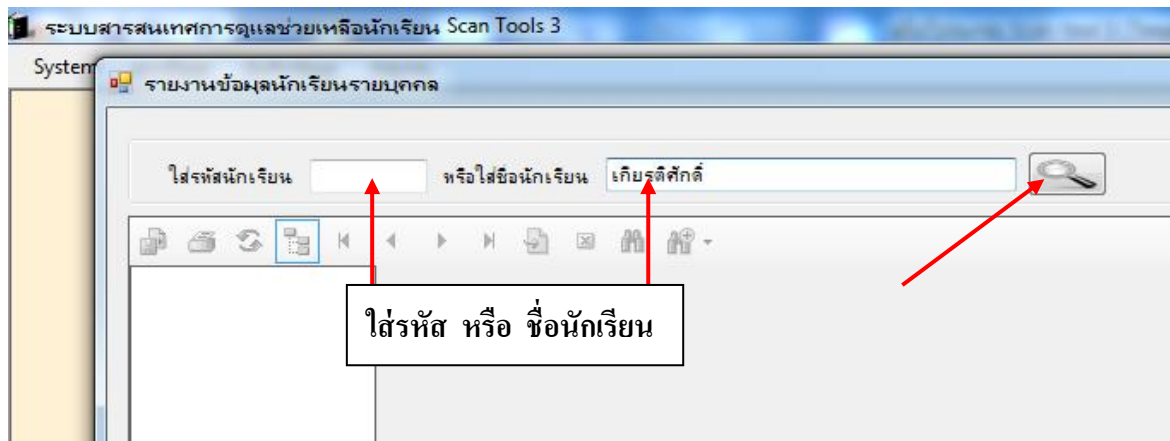 ระบบสารสนเทศการดูแลช่วยเหลือนักเรียน Scan Tools 3
System
รายงานข้อมุลนักเรียนรายบุคคล
ใส่รหัสนักเรียน หรือใส่ชื่อนักเรียน เกียรติศักดิ์
ใส่รหัส หรือ ชื่อนักเรียน